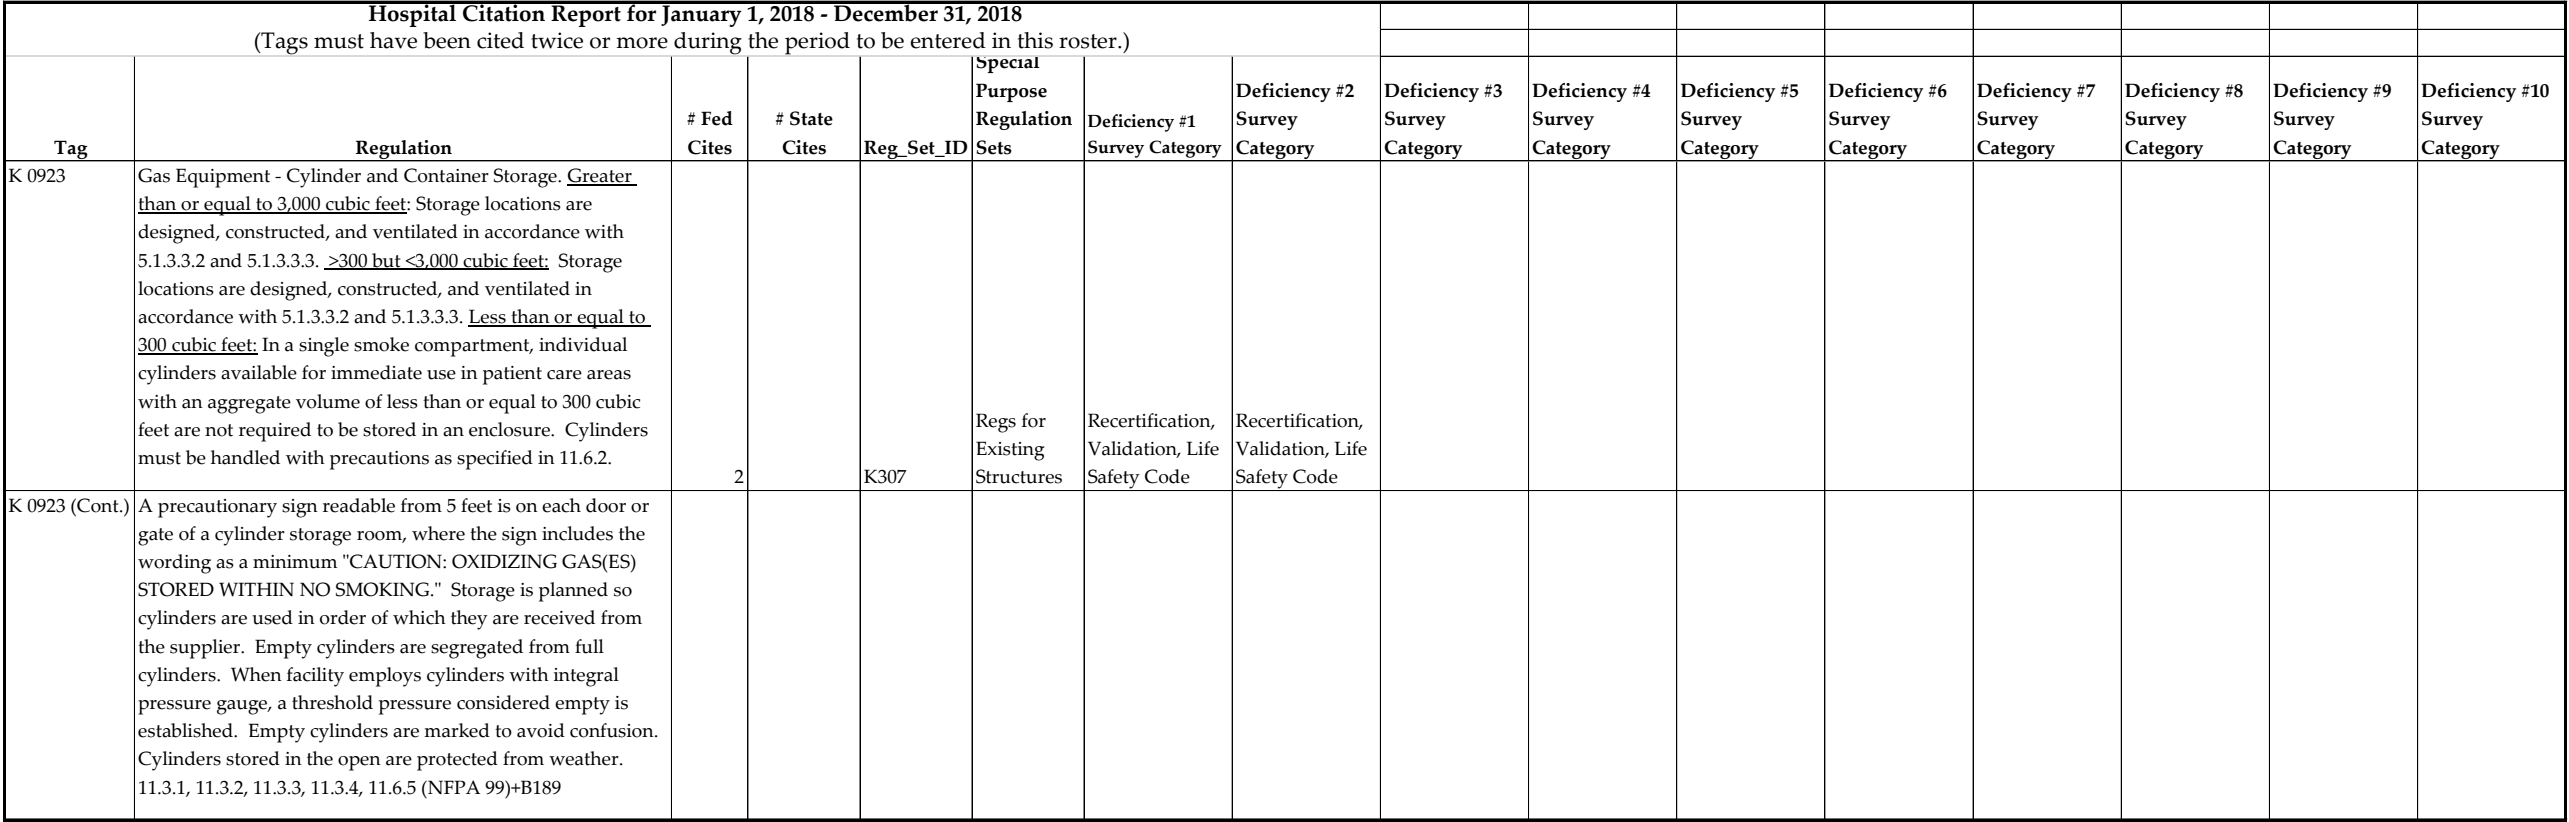 Hospital Citation Report for January 1, 2018 - December 31, 2018
(Tags must have been cited twice or more during the period to be entered in this roster.)
Tag
Regulation
# Fed
Cites
# State
Cites
Reg_Set_ID
Special
Purpose
Regulation
Sets
Deficiency #1
Survey Category
Deficiency #2
Survey
Category
Deficiency #3
Survey
Category
Deficiency #4
Survey
Category
Deficiency #5
Survey
Category
Deficiency #6
Survey
Category
Deficiency #7
Survey
Category
Deficiency #8
Survey
Category
Deficiency #9
Survey
Category
Deficiency #10
Survey
Category
K 0923
Gas Equipment - Cylinder and Container Storage. Greater
than or equal to 3,000 cubic feet: Storage locations are
designed, constructed, and ventilated in accordance with
5.1.3.3.2 and 5.1.3.3.3. >300 but <3,000 cubic feet: Storage
locations are designed, constructed, and ventilated in
accordance with 5.1.3.3.2 and 5.1.3.3.3. Less than or equal to
300 cubic feet: In a single smoke compartment, individual
cylinders available for immediate use in patient care areas
with an aggregate volume of less than or equal to 300 cubic
feet are not required to be stored in an enclosure. Cylinders
must be handled with precautions as specified in 11.6.2.
2
K307
Regs for
Existing
Structures
Recertification,
Validation, Life
Safety Code
Recertification,
Validation, Life
Safety Code
K 0923 (Cont.)
A precautionary sign readable from 5 feet is on each door or
gate of a cylinder storage room, where the sign includes the
wording as a minimum "CAUTION: OXIDIZING GAS(ES)
STORED WITHIN NO SMOKING." Storage is planned so
cylinders are used in order of which they are received from
the supplier. Empty cylinders are segregated from full
cylinders. When facility employs cylinders with integral
pressure gauge, a threshold pressure considered empty is
established. Empty cylinders are marked to avoid confusion.
Cylinders stored in the open are protected from weather.
11.3.1, 11.3.2, 11.3.3, 11.3.4, 11.6.5 (NFPA 99)+B189